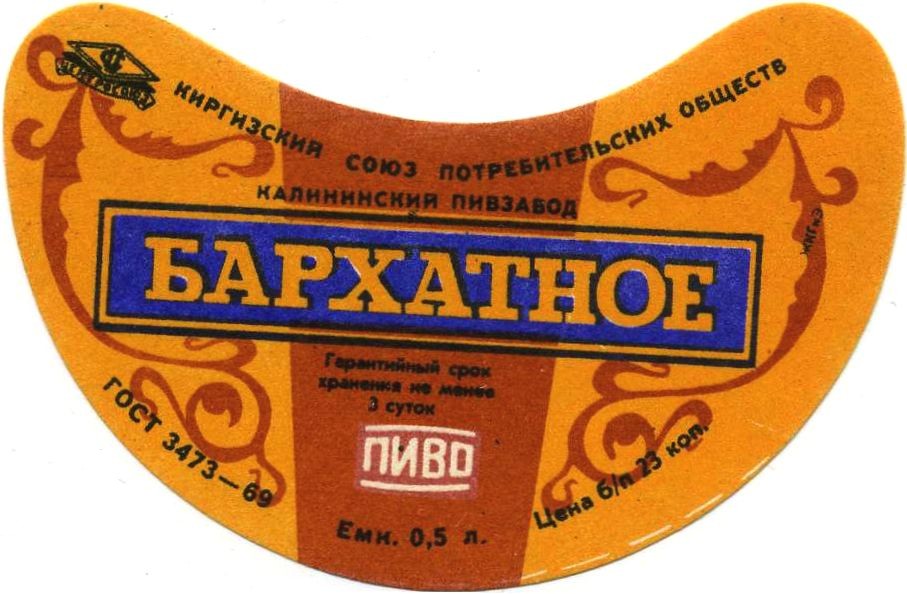 ЦЕНТРОСОЮЗ
КИРГИЗСКИЙ СОЮЗ ПОТРЕБИТЕЛЬСКИХ ОБЩЕСТВ
КАЛИНИНСКИЙ ПИВЗАВОД
БАРХАТНОЕ
Гарантийный срок
хранения не менее
3 суток
ПИВО
ГОСТ 3473—69
Емк. 0,5 л.
Цена б/п 23 коп.